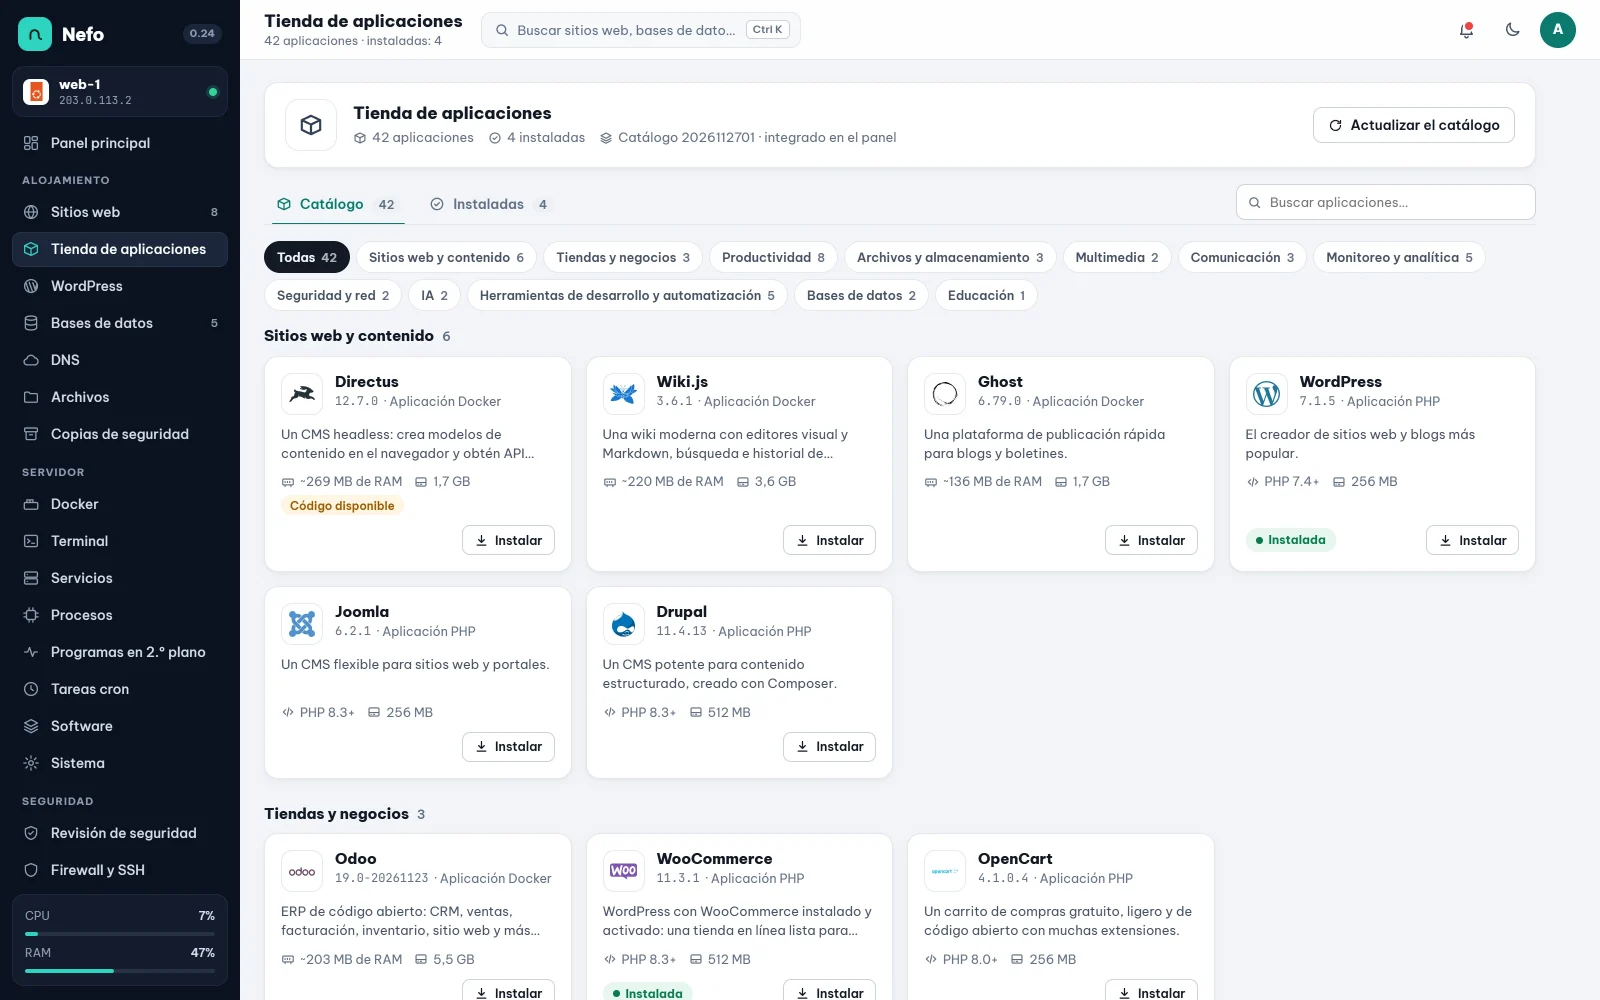 Nefo
0.24
web-1
203.0.113.2
Panel principal
ALOJAMIENTO
Sitios web 8
Tienda de aplicaciones
WordPress
Bases de datos 5
DNS
Archivos
Copias de seguridad
SERVIDOR
Docker
Terminal
Servicios
Procesos
Programas en 2.º plano
Tareas cron
Software
Sistema
SEGURIDAD
Revisión de seguridad
Firewall y SSH
CPU 7%
RAM 47%
Tienda de aplicaciones
42 aplicaciones · instaladas: 4
Buscar sitios web, bases de dato... Ctrl K
A
Tienda de aplicaciones
42 aplicaciones 4 instaladas Catálogo 2026112701 · integrado en el panel
Actualizar el catálogo
Catálogo 42 Instaladas 4
Buscar aplicaciones...
Todas 42 Sitios web y contenido 6 Tiendas y negocios 3 Productividad 8 Archivos y almacenamiento 3 Multimedia 2 Comunicación 3 Monitoreo y analítica 5
Seguridad y red 2 IA 2 Herramientas de desarrollo y automatización 5 Bases de datos 2 Educación 1
Sitios web y contenido 6
Directus
12.7.0 · Aplicación Docker
Un CMS headless: crea modelos de
contenido en el navegador y obtén API...
~269 MB de RAM 1,7 GB
Código disponible
Instalar
Wiki.js
3.6.1 · Aplicación Docker
Una wiki moderna con editores visual y
Markdown, búsqueda e historial de...
~220 MB de RAM 3,6 GB
Instalar
Ghost
6.79.0 · Aplicación Docker
Una plataforma de publicación rápida
para blogs y boletines.
~136 MB de RAM 1,7 GB
Instalar
WordPress
7.1.5 · Aplicación PHP
El creador de sitios web y blogs más
popular.
PHP 7.4+ 256 MB
Instalada
Instalar
Joomla
6.2.1 · Aplicación PHP
Un CMS flexible para sitios web y portales.
PHP 8.3+ 256 MB
Instalar
Drupal
11.4.13 · Aplicación PHP
Un CMS potente para contenido
estructurado, creado con Composer.
PHP 8.3+ 512 MB
Instalar
Tiendas y negocios 3
odoo
Odoo
19.0-20261123 · Aplicación Docker
ERP de código abierto: CRM, ventas,
facturación, inventario, sitio web y más...
~203 MB de RAM 5,5 GB
Instalar
Woo
WooCommerce
11.3.1 · Aplicación PHP
WordPress con WooCommerce instalado y
activado: una tienda en línea lista para...
PHP 8.3+ 512 MB
Instalada
Instalar
opencart
OpenCart
4.1.0.4 · Aplicación PHP
Un carrito de compras gratuito, ligero y de
código abierto con muchas extensiones.
PHP 8.0+ 256 MB
Instalar